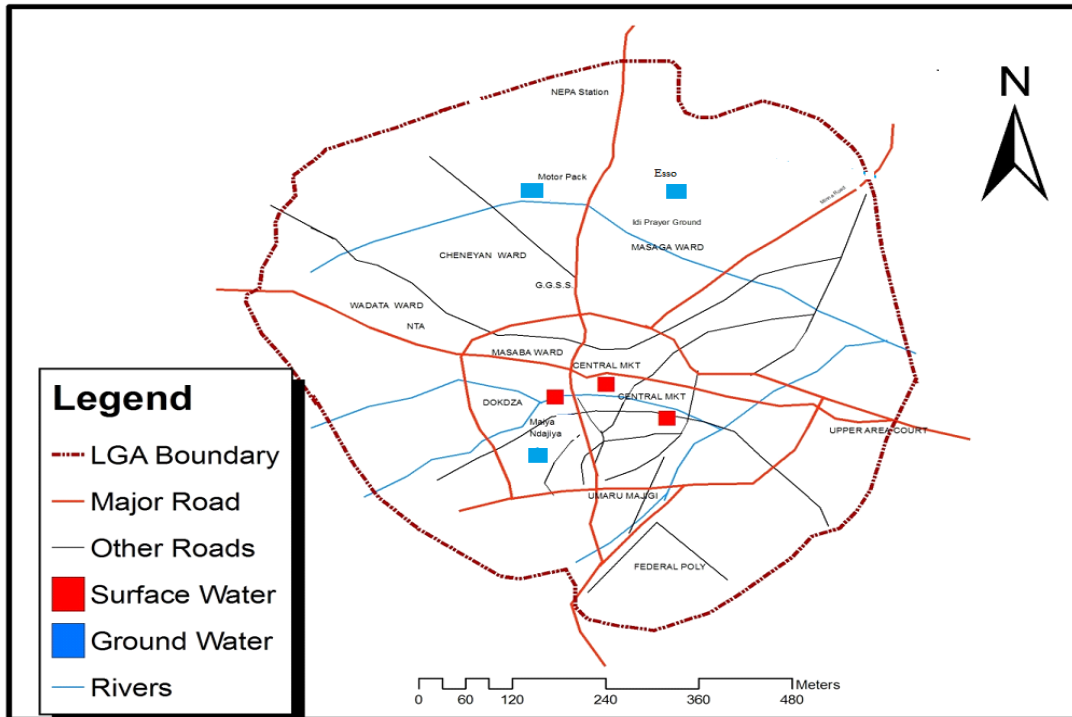 N
NEPA Station
Motor Pack
Esso
Minna Road
Idi Prayer Ground
MASAGA WARD
CHENEYAN WARD
G.G.S.S.
WADATA WARD
NTA
MASABA WARD
CENTRAL MKT
DOKDZA
CENTRAL MKT
Maiya
Ndajiya
UPPER AREA COURT
UMARU MAJIGI
FEDERAL POLY
Legend
LGA Boundary
Major Road
Other Roads
Surface Water
Ground Water
Rivers
Meters
0 60 120 240 360 480